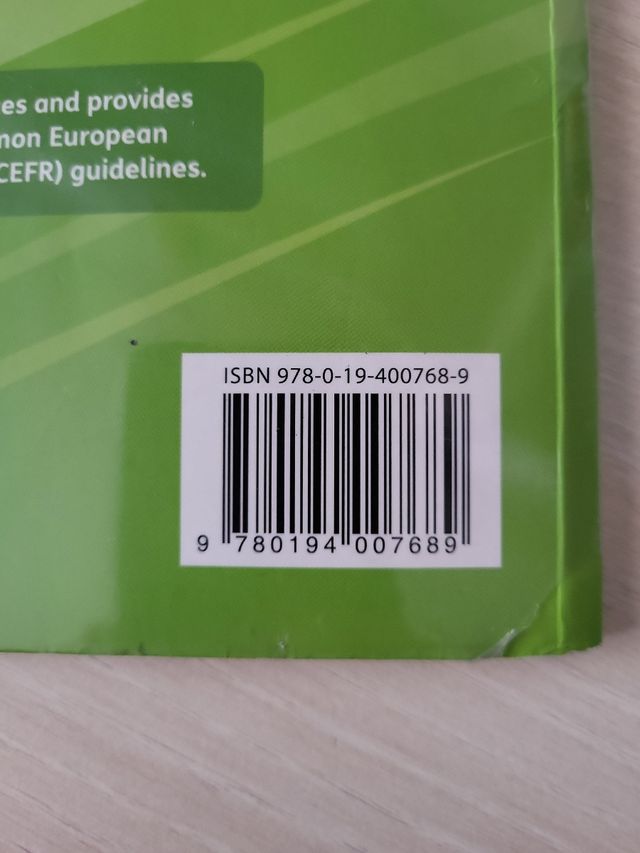 es and provides
mon European
CEFR) guidelines.
ISBN 978-0-19-400768-9
9 780194 007689